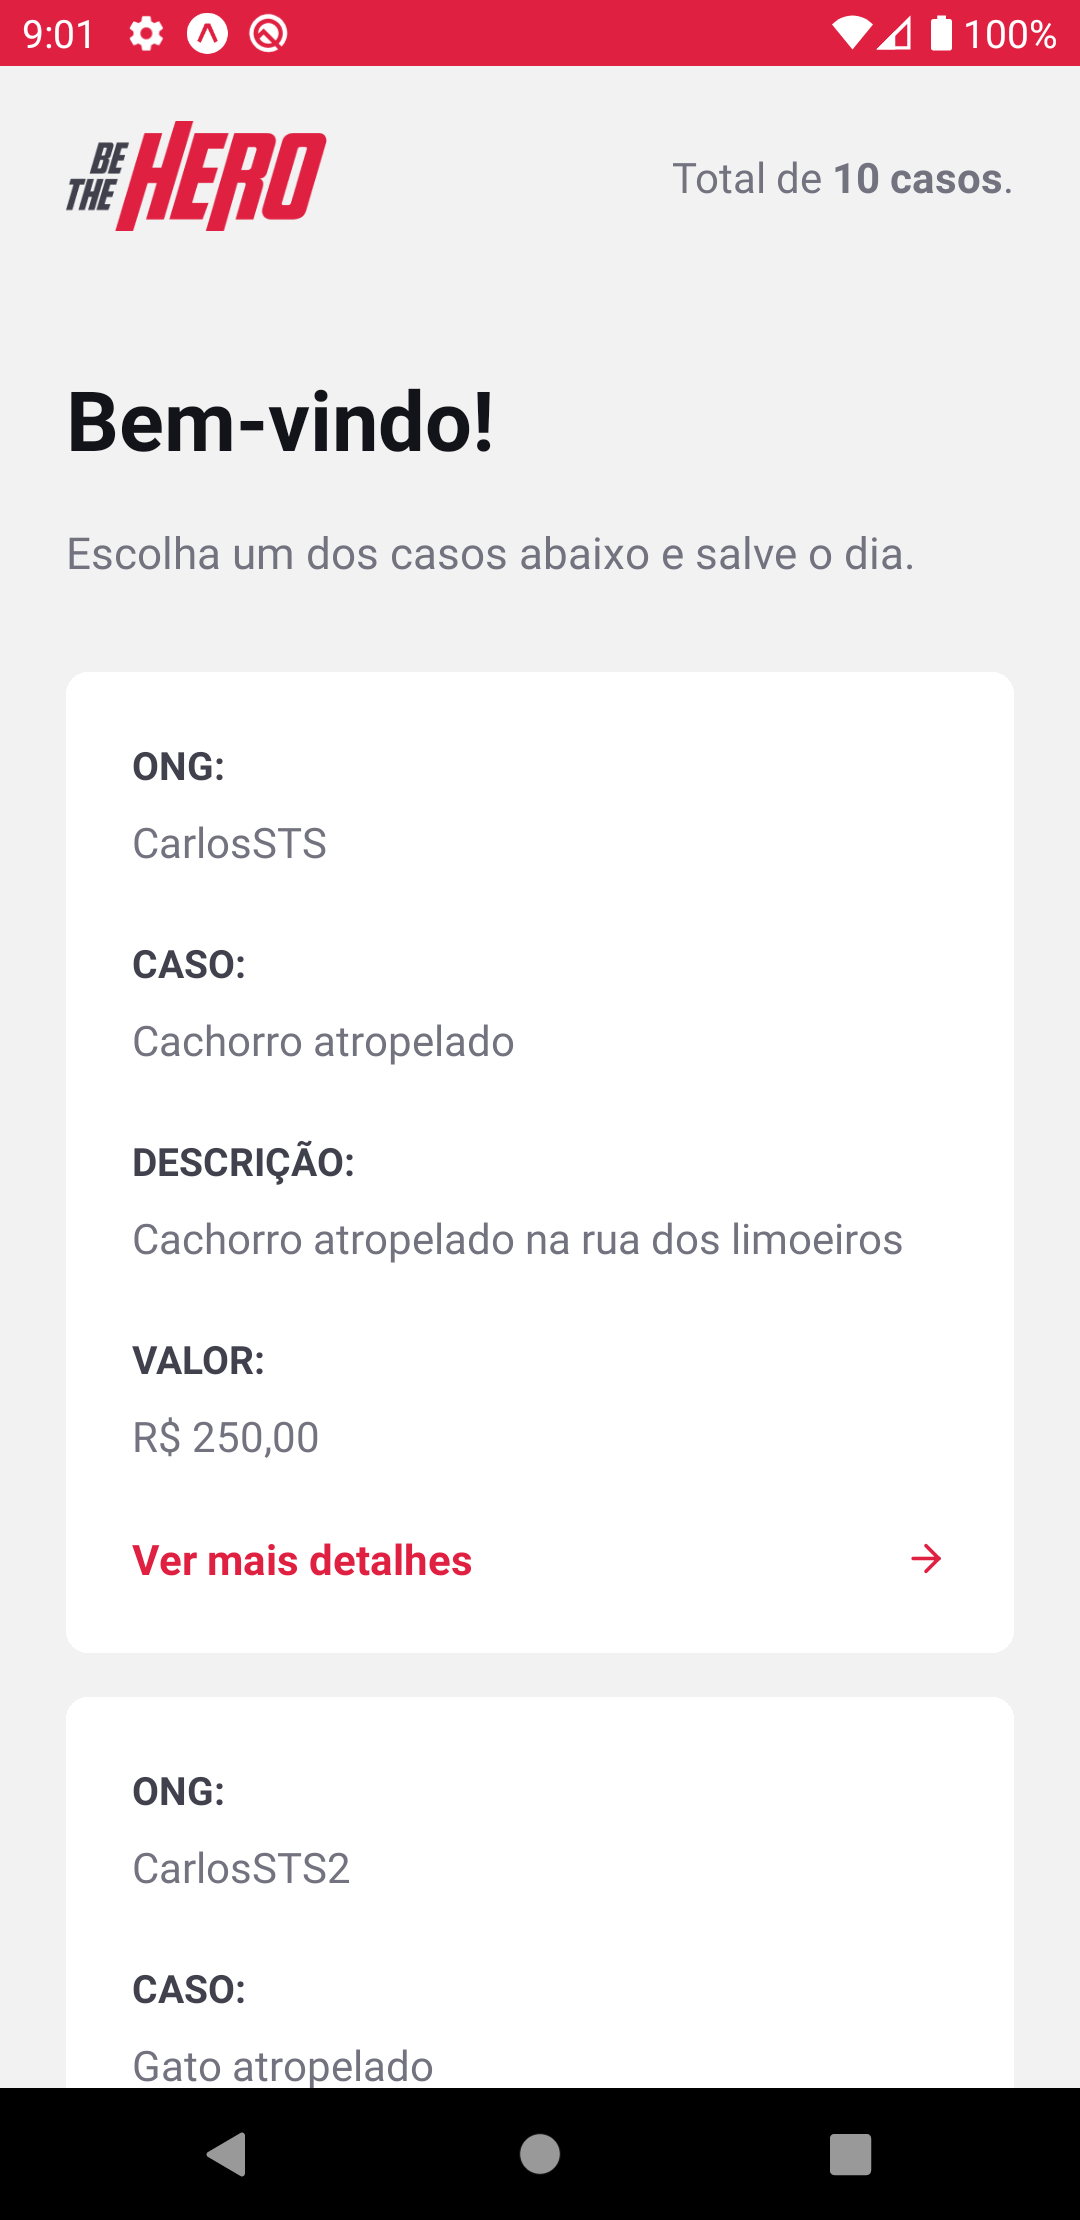 9:01 100%
BE THE HERO
Total de 10 casos.
Bem-vindo!
Escolha um dos casos abaixo e salve o dia.
ONG:
CarlosSTS
CASO:
Cachorro atropelado
DESCRIÇÃO:
Cachorro atropelado na rua dos limoeiros
VALOR:
R$ 250,00
Ver mais detalhes
ONG:
CarlosSTS2
CASO:
Gato atropelado